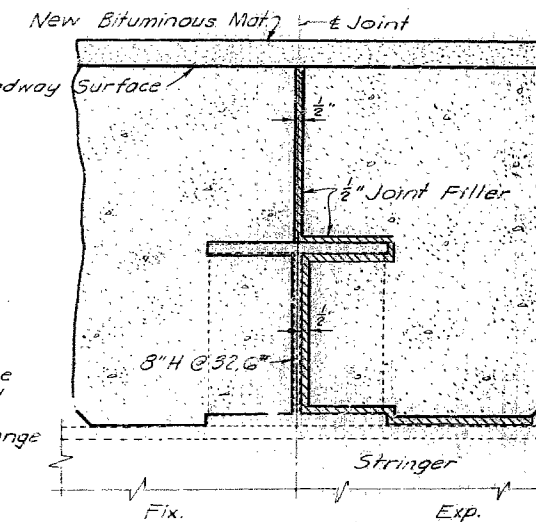 New Bituminous Mat
℄ Joint
dway Surface
1/2"
1/2" Joint Filler
1/2"
8" H @ 32.6#
e
nge
Stringer
Fix.
Exp.